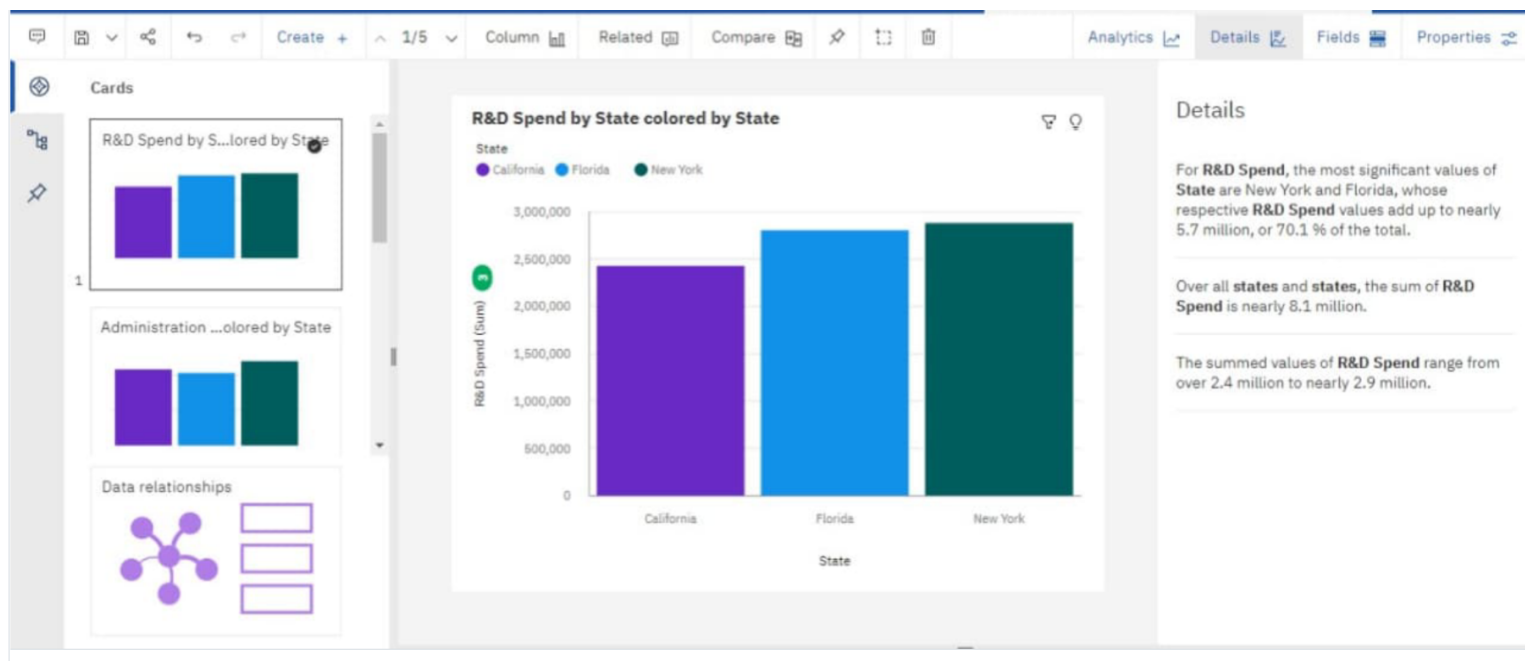 Create +
1/5
Column
Related
Compare
Analytics
Details
Fields
Properties
Cards
R&D Spend by S...lored by State
1
Administration ...olored by State
Data relationships
R&D Spend by State colored by State
State
California
Florida
New York
3,000,000
2,500,000
2,000,000
1,500,000
1,000,000
500,000
0
R&D Spend (Sum)
California
Florida
New York
State
Details
For R&D Spend, the most significant values of
State are New York and Florida, whose
respective R&D Spend values add up to nearly
5.7 million, or 70.1 % of the total.
Over all states and states, the sum of R&D
Spend is nearly 8.1 million.
The summed values of R&D Spend range from
over 2.4 million to nearly 2.9 million.